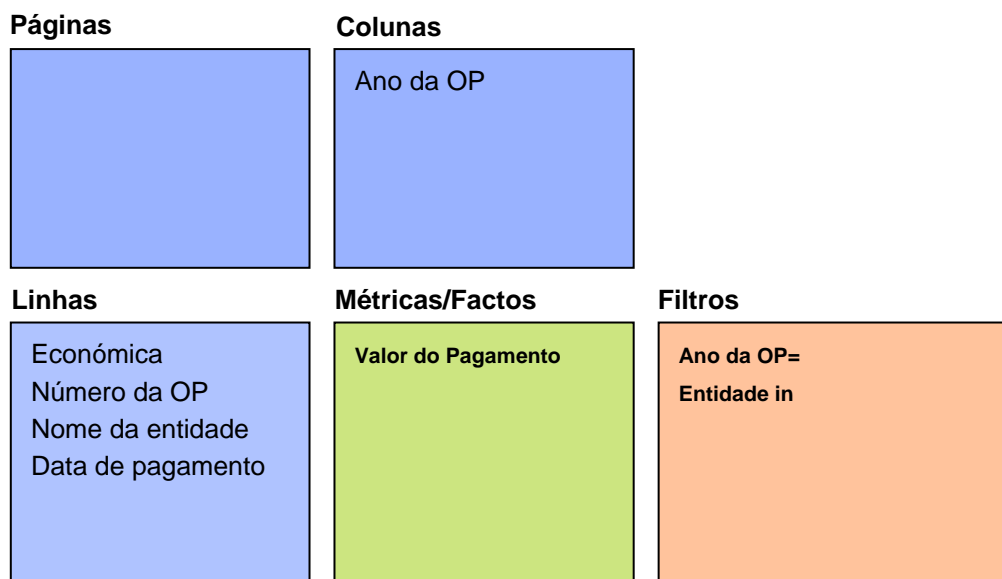 Páginas
Colunas
Ano da OP
Linhas
Métricas/Factos
Filtros
Económica
Número da OP
Nome da entidade
Data de pagamento
Valor do Pagamento
Ano da OP=
Entidade in